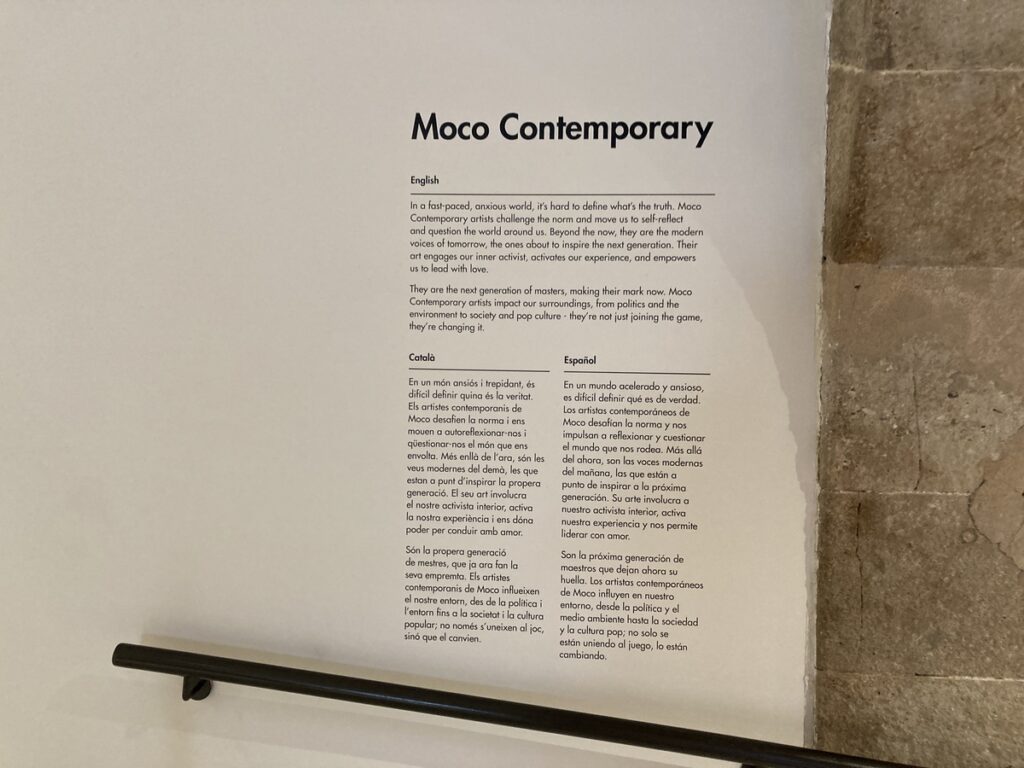 Moco Contemporary
English
In a fast-paced, anxious world, it's hard to define what's the truth. Moco
Contemporary artists challenge the norm and move us to self-reflect
and question the world around us. Beyond the now, they are the modern
voices of tomorrow, the ones about to inspire the next generation. Their
art engages our inner activist, activates our experience, and empowers
us to lead with love.
They are the next generation of masters, making their mark now. Moco
Contemporary artists impact our surroundings, from politics and the
environment to society and pop culture - they're not just joining the game,
they're changing it.
Català
En un món ansiós i trepidant, és
difícil definir quina és la veritat.
Els artistes contemporanis de
Moco desafien la norma i ens
mouen a autoreflexionar-nos i
qüestionar-nos el món que ens
envolta. Més enllà de l'ara, són les
veus modernes del demà, les que
estan a punt d'inspirar la propera
generació. El seu art involucra
el nostre activista interior, activa
la nostra experiència i ens dóna
poder per conduir amb amor.
Són la propera generació
de mestres, que ja ara fan la
seva empremta. Els artistes
contemporanis de Moco influeixen
el nostre entorn, des de la política i
l'entorn fins a la societat i la cultura
popular; no només s'uneixen al joc,
sinó que el canvien.
Español
En un mundo acelerado y ansioso,
es difícil definir qué es de verdad.
Los artistas contemporáneos de
Moco desafían la norma y nos
impulsan a reflexionar y cuestionar
el mundo que nos rodea. Más allá
del ahora, son las voces modernas
del mañana, las que están a
punto de inspirar a la próxima
generación. Su arte involucra a
nuestro activista interior, activa
nuestra experiencia y nos permite
liderar con amor.
Son la próxima generación de
maestros que dejan ahora su
huella. Los artistas contemporáneos
de Moco influyen en nuestro
entorno, desde la política y el
medio ambiente hasta la sociedad
y la cultura pop; no solo se
están uniendo al juego, lo están
cambiando.